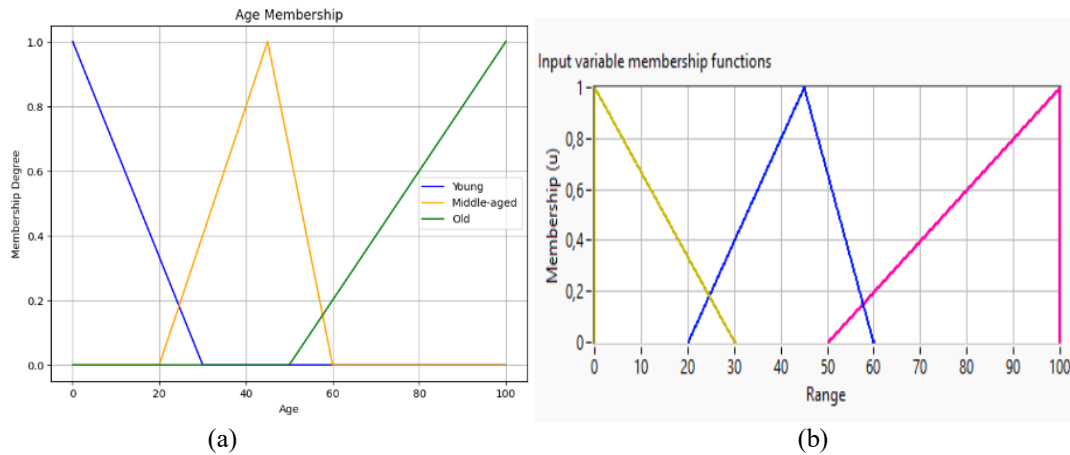 Age Membership
1.0
0.8
0.6
0.4
0.2
0.0
Membership Degree
Young
Middle-aged
Old
0 20 40 60 80 100
Age
(a)
Input variable membership functions
1
0,8
0,6
0,4
0,2
0
Membership (u)
0 10 20 30 40 50 60 70 80 90 100
Range
(b)